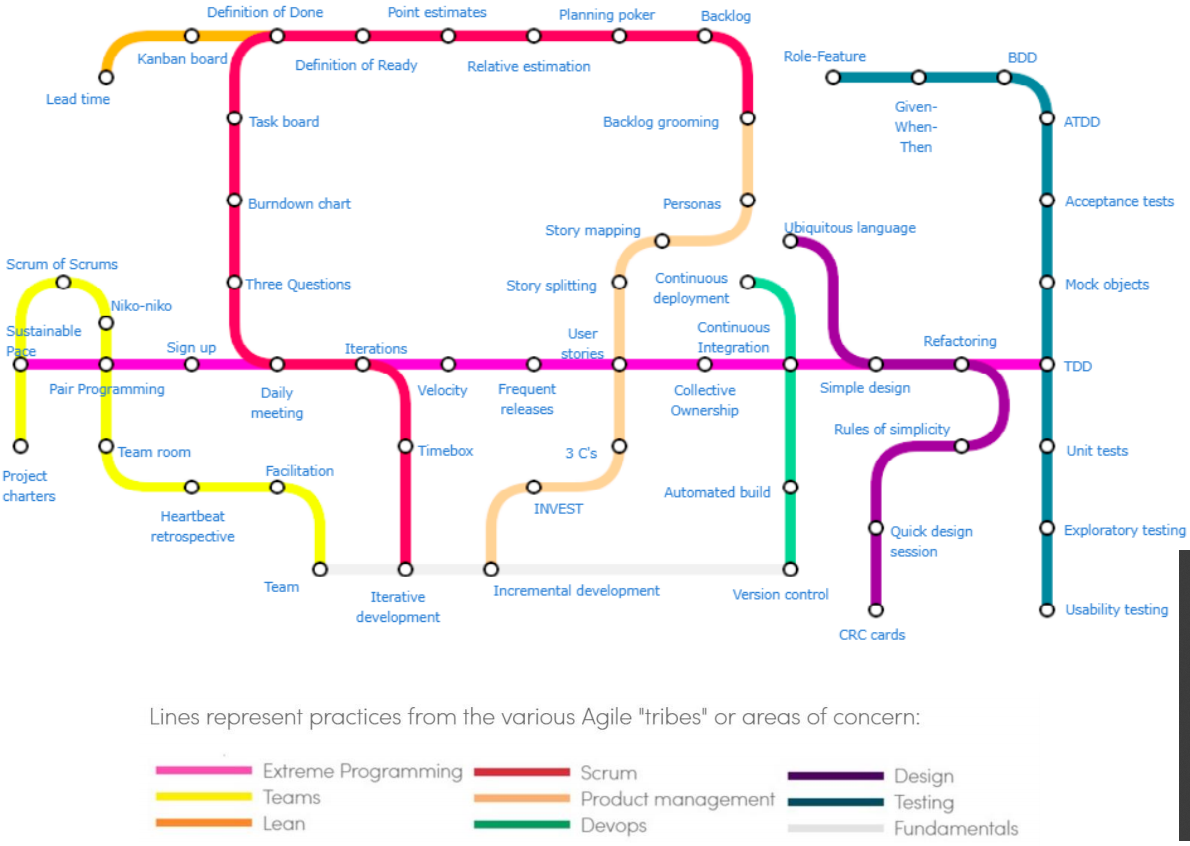 Definition of Done
Point estimates
Planning poker
Backlog
Kanban board
Definition of Ready
Relative estimation
Role-Feature
BDD
Lead time
Given-
When-
Then
Task board
Backlog grooming
ATDD
Burndown chart
Personas
Acceptance tests
Story mapping
Ubiquitous language
Scrum of Scrums
Niko-niko
Three Questions
Story splitting
Continuous
deployment
Mock objects
Sustainable
Pace
Sign up
Iterations
User
stories
Continuous
Integration
Refactoring
Pair Programming
Daily
meeting
Velocity
Frequent
releases
Collective
Ownership
Simple design
TDD
Rules of simplicity
Project
charters
Team room
Timebox
3 C's
Unit tests
Facilitation
Automated build
Heartbeat
retrospective
INVEST
Quick design
session
Exploratory testing
Team
Iterative
development
Incremental development
Version control
Usability testing
CRC cards
Lines represent practices from the various Agile "tribes" or areas of concern:
Extreme Programming
Scrum
Design
Teams
Product management
Testing
Lean
Devops
Fundamentals